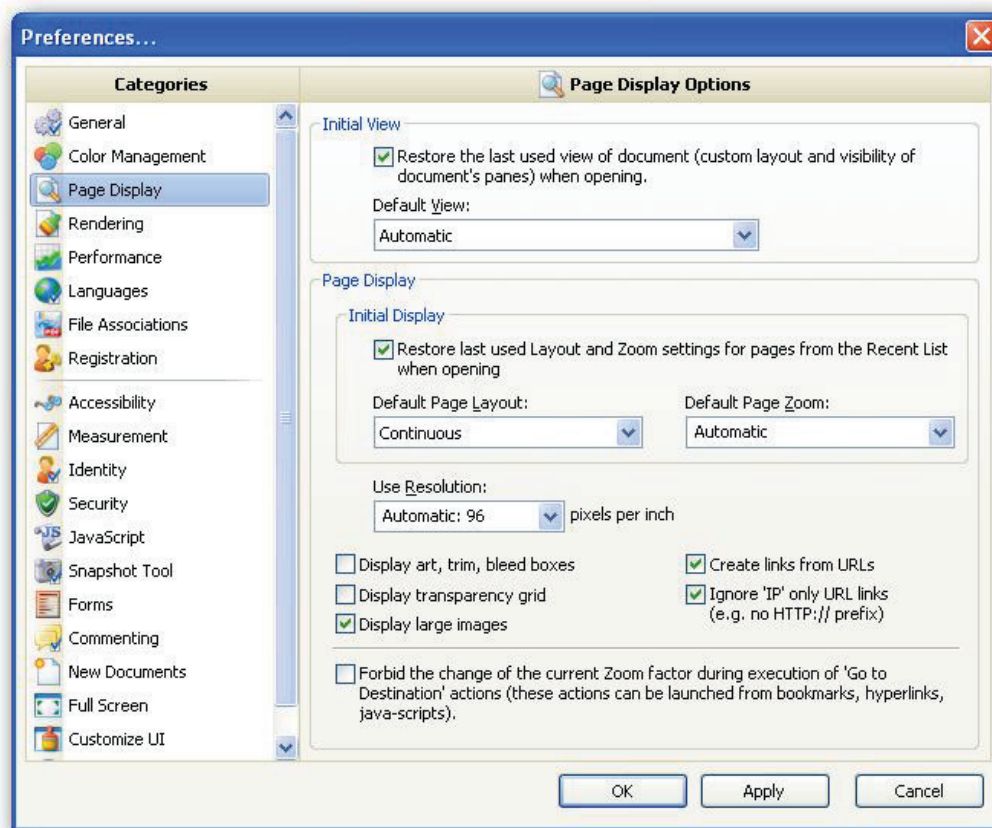 Preferences...
Categories
General
Color Management
Page Display
Rendering
Performance
Languages
File Associations
Registration
Accessibility
Measurement
Identity
Security
JavaScript
Snapshot Tool
Forms
Commenting
New Documents
Full Screen
Customize UI
Page Display Options
Initial View
Restore the last used view of document (custom layout and visibility of
document's panes) when opening.
Default View:
Automatic
Page Display
Initial Display
Restore last used Layout and Zoom settings for pages from the Recent List
when opening
Default Page Layout:
Continuous
Default Page Zoom:
Automatic
Use Resolution:
Automatic: 96
pixels per inch
Display art, trim, bleed boxes
Display transparency grid
Display large images
Create links from URLs
Ignore 'IP' only URL links
(e.g. no HTTP:// prefix)
Forbid the change of the current Zoom factor during execution of 'Go to
Destination' actions (these actions can be launched from bookmarks, hyperlinks,
java-scripts).
OK
Apply
Cancel